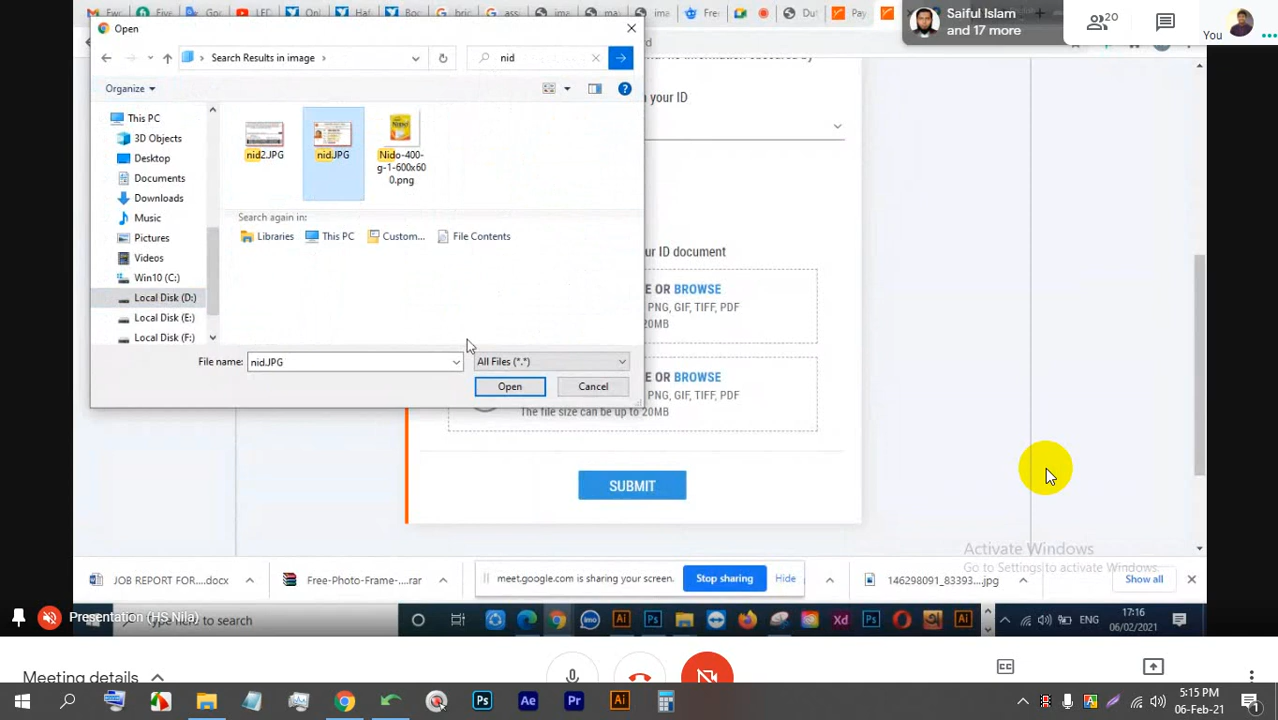 Open
Saiful Islam
and 17 more
20
You
Search Results in image
nid
Organize
This PC
3D Objects
Desktop
Documents
Downloads
Music
Pictures
Videos
Win10 (C:)
Local Disk (D:)
Local Disk (E:)
Local Disk (F:)
nid2.JPG
nid.JPG
Nido-400-
g-1-600x60
0.png
Search again in:
Libraries
This PC
Custom...
File Contents
File name:
nid.JPG
All Files (*.*)
Open
Cancel
n your ID
ur ID document
E OR BROWSE
PNG, GIF, TIFF, PDF
20MB
E OR BROWSE
PNG, GIF, TIFF, PDF
The file size can be up to 20MB
SUBMIT
Activate Windows
Go to Settings to activate Windows.
JOB REPORT FOR....docx
Free-Photo-Frame-....rar
meet.google.com is sharing your screen.
Stop sharing
Hide
146298091_83393....jpg
Show all
Presentation (HS Nila)
ype here to search
ENG
17:16
06/02/2021
Meeting details
5:15 PM
06-Feb-21